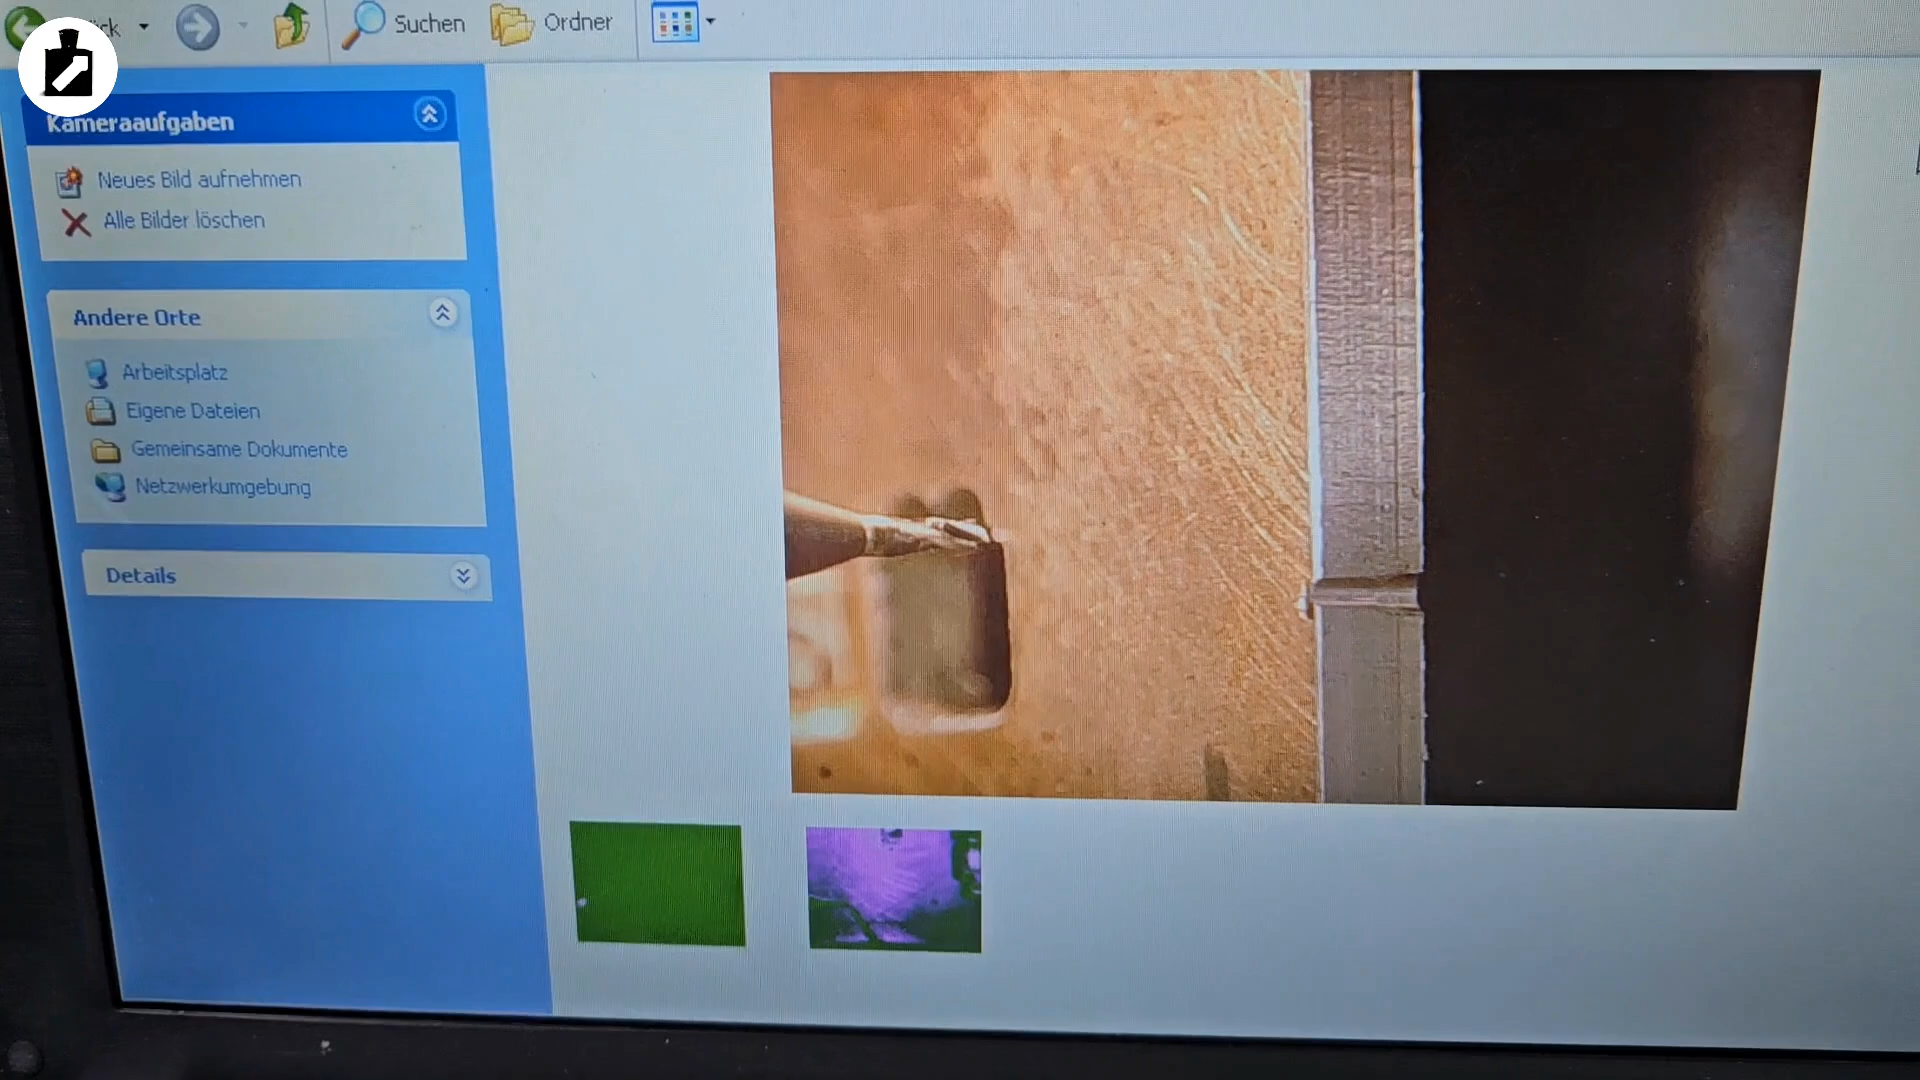 Suchen
Ordner
Kameraaufgaben
Neues Bild aufnehmen
Alle Bilder löschen
Andere Orte
Arbeitsplatz
Eigene Dateien
Gemeinsame Dokumente
Netzwerkumgebung
Details